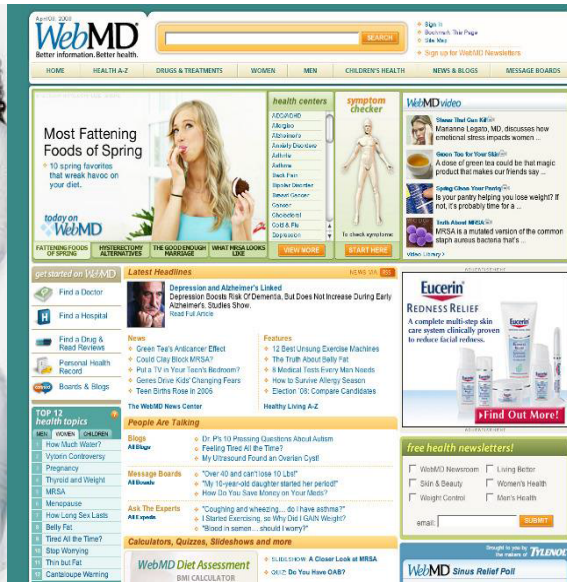 April 08, 2008
WebMD
Better information. Better health.
SEARCH
Sign In
Bookmark This Page
Site Map
Sign up for WebMD Newsletters
HOME
HEALTH A-Z
DRUGS & TREATMENTS
WOMEN
MEN
CHILDREN'S HEALTH
NEWS & BLOGS
MESSAGE BOARDS
Most Fattening
Foods of Spring
10 spring favorites
that wreak havoc on
your diet.
today on
WebMD
FATTENING FOODS
OF SPRING
HYSTERECTOMY
ALTERNATIVES
THE GOOD ENOUGH
MARRIAGE
WHAT MRSA LOOKS
LIKE
health centers
ADD/ADHD
Allergies
Alzheimer's
Anxiety Disorders
Arthritis
Asthma
Back Pain
Bipolar Disorder
Breast Cancer
Cancer
Cholesterol
Cold & Flu
Depression
VIEW MORE
symptom
checker
To check symptoms
START HERE
WebMD video
Shows That Can Kill
Marianne Legato, MD, discusses how
emotional stress impacts women ...
Green Tea for Your Skin
A dose of green tea could be that magic
product that makes our friends say ...
Spring Clean Your Pantry
Is your pantry helping you lose weight? If
not, it's probably time for a ...
Truth About MRSA
MRSA is a mutated version of the common
staph aureus bacteria that's ...
Video Library >
get started on WebMD
Find a Doctor
Find a Hospital
Find a Drug &
Read Reviews
Personal Health
Record
Boards & Blogs
TOP 12
health topics
MEN
WOMEN
CHILDREN
1 How Much Water?
2 Vytorin Controversy
3 Pregnancy
4 Thyroid and Weight
5 MRSA
6 Menopause
7 How Long Sex Lasts
8 Belly Fat
9 Tired All the Time?
10 Stop Worrying
11 Thin but Fat
12 Cantaloupe Warning
Latest Headlines
NEWS VIA RSS
Depression and Alzheimer's Linked
Depression Boosts Risk Of Dementia, But Does Not Increase During Early
Alzheimer's, Studies Show.
Read Full Article
News
Green Tea's Anticancer Effect
Could Clay Block MRSA?
Put a TV in Your Teen's Bedroom?
Genes Drive Kids' Changing Fears
Teen Births Rose in 2006
The WebMD News Center
Features
12 Best Unsung Exercise Machines
The Truth About Belly Fat
8 Medical Tests Every Man Needs
How to Survive Allergy Season
Election '08: Compare Candidates
Healthy Living A-Z
People Are Talking
Blogs
All Blogs
Dr. P's 10 Pressing Questions About Autism
Feeling Tired All the Time?
My Ultrasound Found an Ovarian Cyst!
Message Boards
All Boards
"Over 40 and can't lose 10 Lbs!"
"My 10-year-old daughter started her period!"
How Do You Save Money on Your Meds?
Ask The Experts
All Experts
"Coughing and wheezing... do I have asthma?"
I Started Exercising, so Why Did I GAIN Weight?
"Blood in semen... should I worry?"
Calculators, Quizzes, Slideshows and more
WebMD Diet Assessment
BMI CALCULATOR
SLIDESHOW: A Closer Look at MRSA
QUIZ: Do You Have OAB?
ADVERTISEMENT
Eucerin
REDNESS RELIEF
A complete multi-step skin
care system clinically proven
to reduce facial redness.
Eucerin
Find Out More!
ADVERTISEMENT
free health newsletters!
WebMD Newsroom
Living Better
Skin & Beauty
Women's Health
Weight Control
Men's Health
email:
SUBMIT
Brought to you by
the makers of TYLENOL
WebMD Sinus Relief Poll